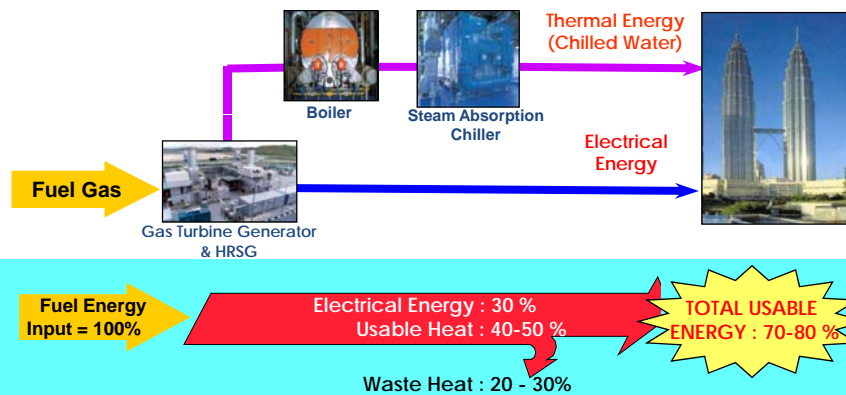 Thermal Energy
(Chilled Water)
Boiler
Steam Absorption
Chiller
Electrical
Energy
Fuel Gas
Gas Turbine Generator
& HRSG
Fuel Energy
Input = 100%
Electrical Energy : 30 %
Usable Heat : 40-50 %
TOTAL USABLE
ENERGY : 70-80 %
Waste Heat : 20 - 30%